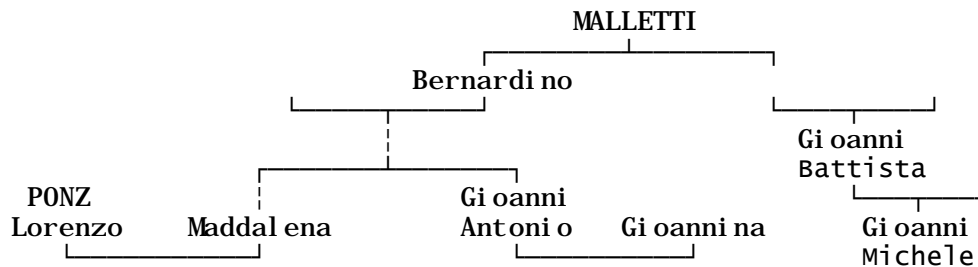 MALLETTI
Bernardino
Gioanni
Battista
PONZ
Gioanni
Lorenzo Maddalena Antonio Gioannina Gioanni
Michele